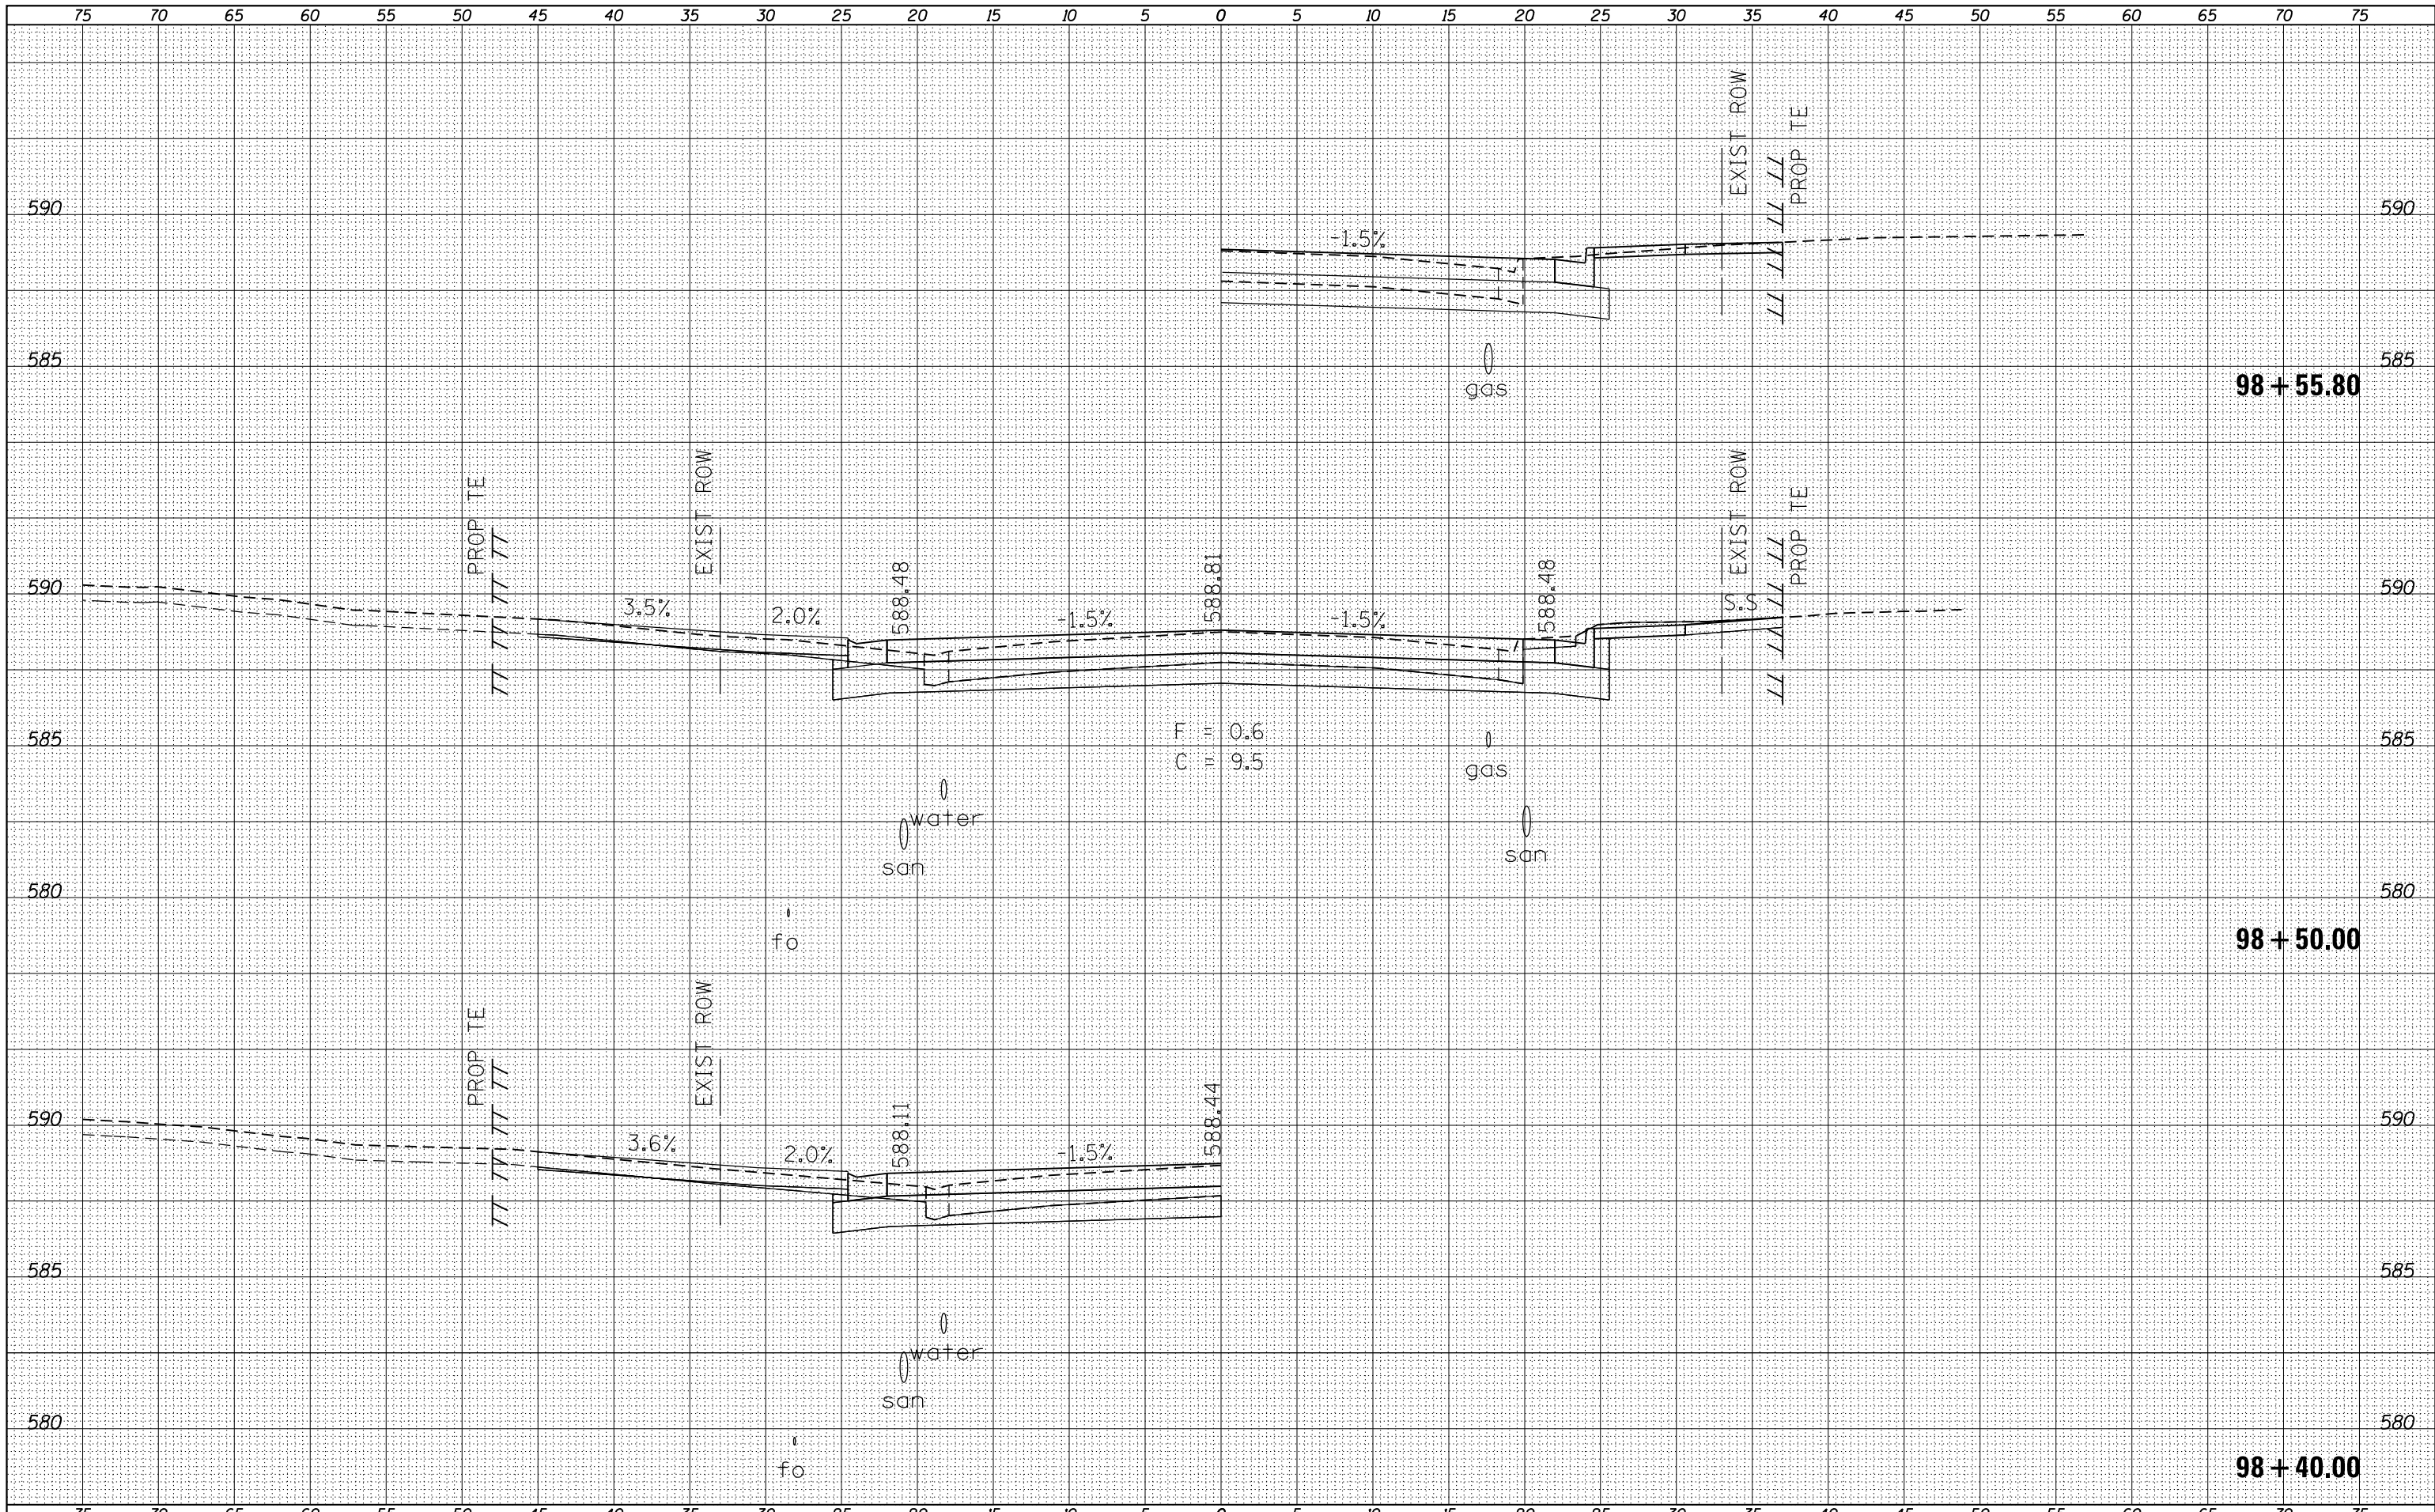 75 70 65 60 55 50 45 40 35 30 25 20 15 10 5 0 5 10 15 20 25 30 35 40 45 50 55 60 65 70 75
EXIST ROW
PROP TE
590 590
-1.5%
585 585
gas
98 + 55.80
PROP TE
EXIST ROW
EXIST ROW
PROP TE
590 590
3.5%
2.0%
588.48
-1.5%
588.81
-1.5%
588.48
S.S
F = 0.6
C = 9.5
585 585
gas
water
san
san
580 580
fo
98 + 50.00
PROP TE
EXIST ROW
590 590
3.6%
2.0%
588.11
-1.5%
588.44
585 585
water
san
580 580
fo
98 + 40.00
75 70 65 60 55 50 45 40 35 30 25 20 15 10 5 0 5 10 15 20 25 30 35 40 45 50 55 60 65 70 75